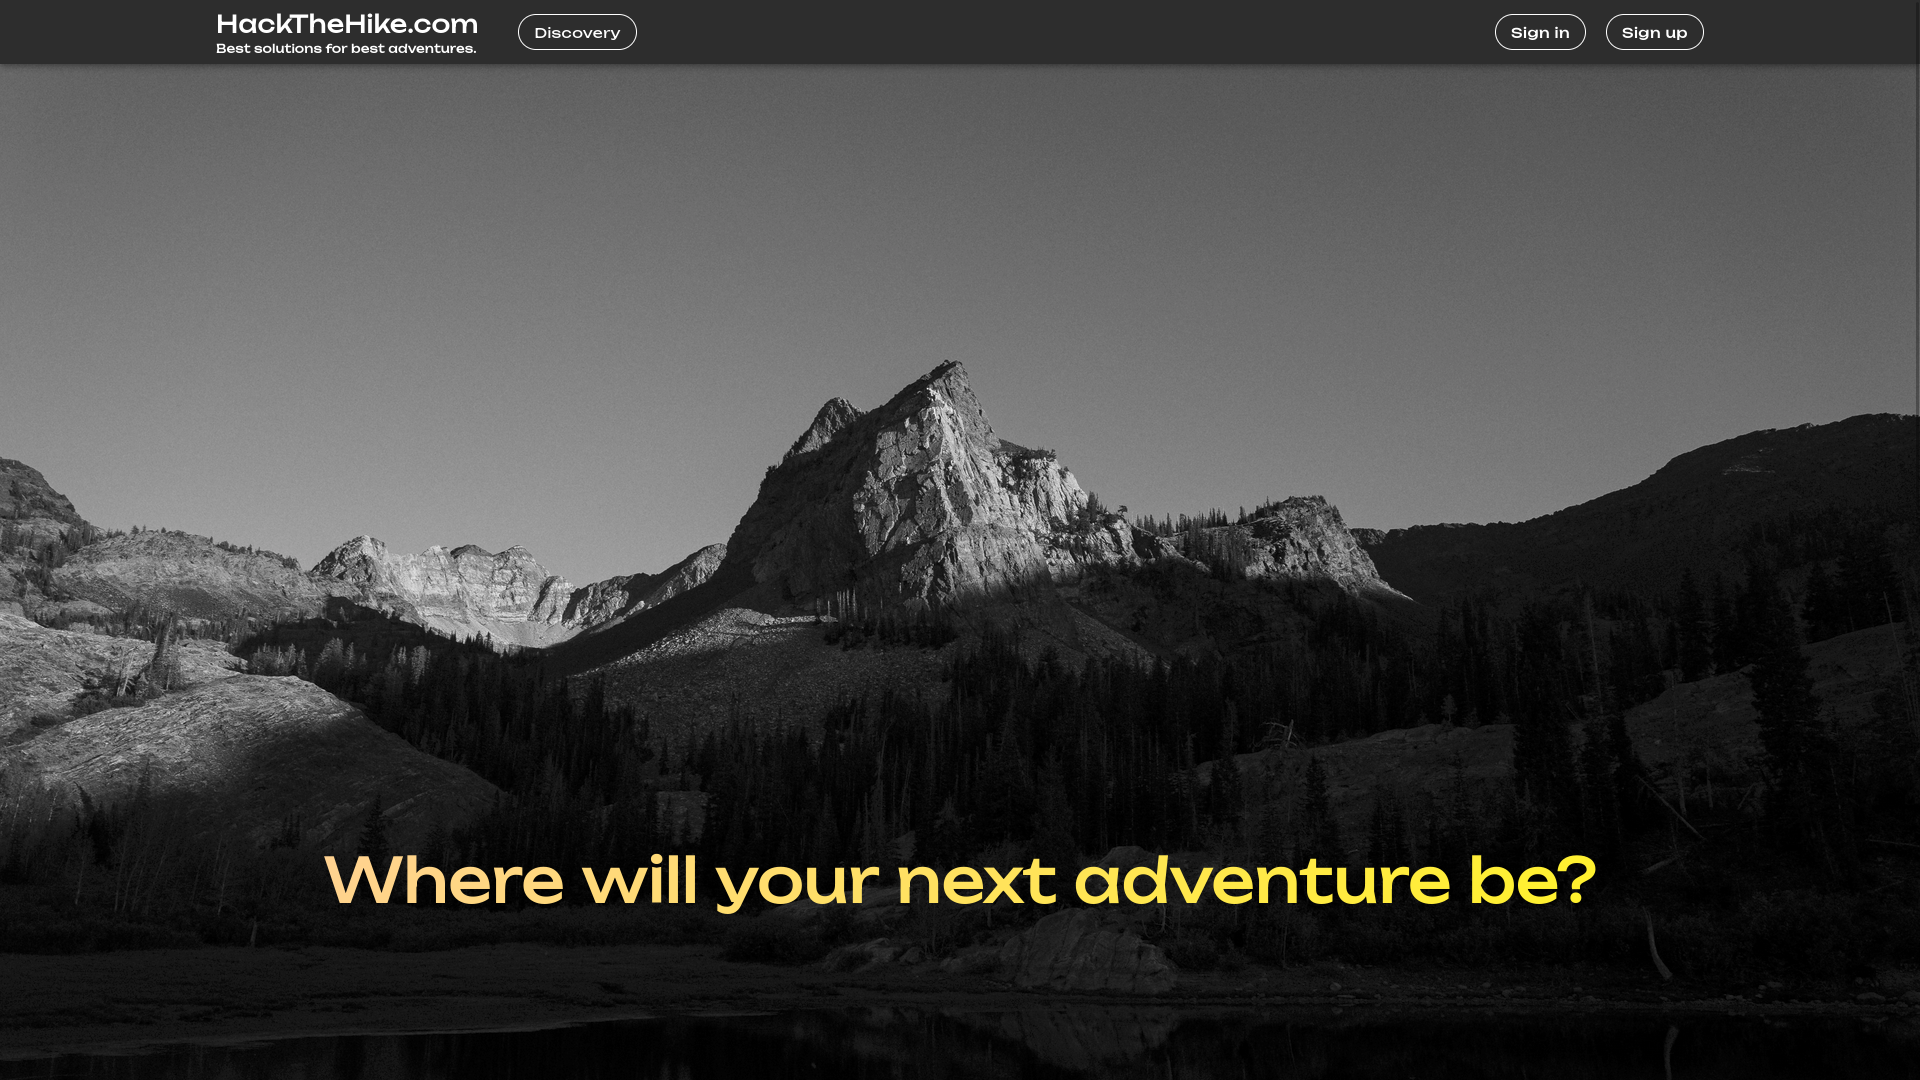 HackTheHike.com
Best solutions for best adventures.
Discovery
Sign in
Sign up
Where will your next adventure be?